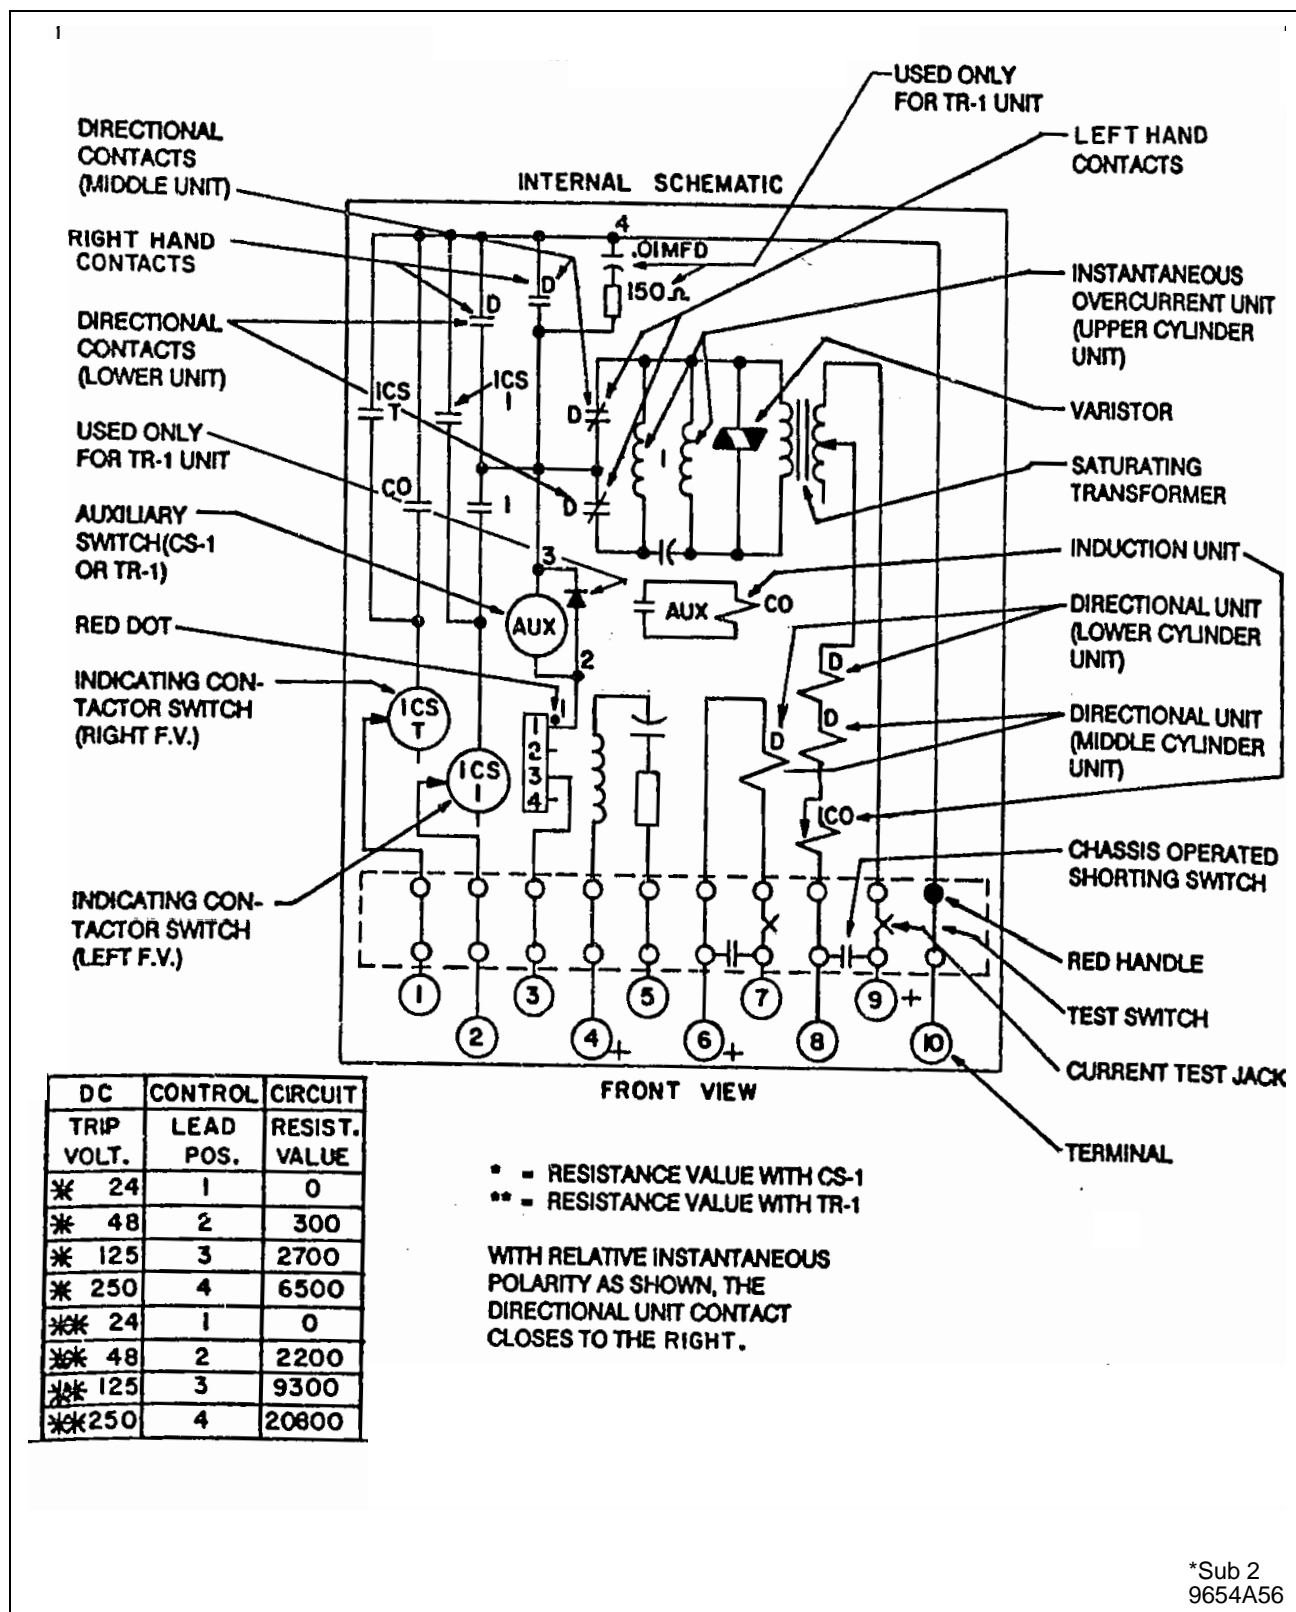 1
USED ONLY
FOR TR-1 UNIT
DIRECTIONAL
CONTACTS
(MIDDLE UNIT)
LEFT HAND
CONTACTS
INTERNAL SCHEMATIC
RIGHT HAND
CONTACTS
4
.01MFD
D
D
150Ω
INSTANTANEOUS
OVERCURRENT UNIT
(UPPER CYLINDER
UNIT)
DIRECTIONAL
CONTACTS
(LOWER UNIT)
ICS
T
ICS
I
D
VARISTOR
USED ONLY
FOR TR-1 UNIT
I
SATURATING
TRANSFORMER
CO
I
D
AUXILIARY
SWITCH(CS-1
OR TR-1)
3
INDUCTION UNIT
AUX
AUX
CO
DIRECTIONAL UNIT
(LOWER CYLINDER
UNIT)
RED DOT
2
D
INDICATING CON-
TACTOR SWITCH
(RIGHT F.V.)
ICS
T
1
1
2
3
4
D
D
DIRECTIONAL UNIT
(MIDDLE CYLINDER
UNIT)
ICS
I
CO
CHASSIS OPERATED
SHORTING SWITCH
INDICATING CON-
TACTOR SWITCH
(LEFT F.V.)
RED HANDLE
1
2
3
4
+
5
6
+
7
8
9
+
10
TEST SWITCH
CURRENT TEST JACK
FRONT VIEW
TERMINAL
DC CONTROL CIRCUIT
TRIP VOLT. LEAD POS. RESIST. VALUE
* 24 1 0
* 48 2 300
* 125 3 2700
* 250 4 6500
** 24 1 0
** 48 2 2200
** 125 3 9300
** 250 4
* = RESISTANCE VALUE WITH CS-1
** = RESISTANCE VALUE WITH TR-1
WITH RELATIVE INSTANTANEOUS
POLARITY AS SHOWN, THE
DIRECTIONAL UNIT CONTACT
CLOSES TO THE RIGHT.
*Sub 2
9654A56